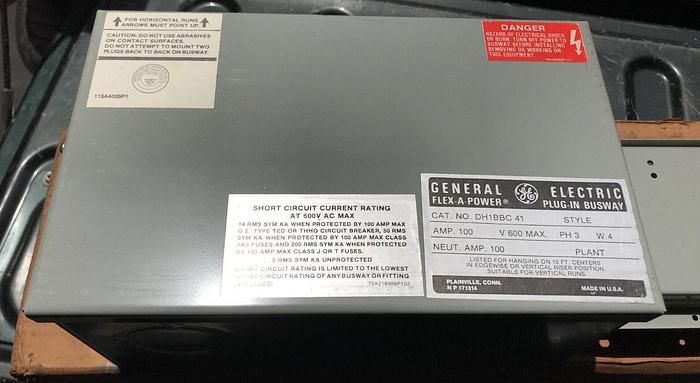 FOR HORIZONTAL RUNS
ARROWS MUST POINT UP.
CAUTION: DO NOT USE ABRASIVES
ON CONTACT SURFACES.
DO NOT ATTEMPT TO MOUNT TWO
PLUGS BACK TO BACK ON BUSWAY.
113A4335P1
DANGER
HAZARD OF ELECTRICAL SHOCK
OR BURN. TURN OFF POWER TO
BUSWAY BEFORE INSTALLING
REMOVING OR WORKING ON
THIS EQUIPMENT
SHORT CIRCUIT CURRENT RATING
AT 600V AC MAX
14 RMS SYM KA WHEN PROTECTED BY 100 AMP MAX
G.E. TYPE TED OR THHQ CIRCUIT BREAKER, 50 RMS
SYM KA WHEN PROTECTED BY 100 AMP MAX CLASS
RK5 FUSES AND 200 RMS SYM KA WHEN PROTECTED
BY 100 AMP MAX CLASS J OR T FUSES.
5 RMS SYM KA UNPROTECTED
SHORT CIRCUIT RATING IS LIMITED TO THE LOWEST
SHORT CIRCUIT RATING OF ANY BUSWAY OR FITTING
GENERAL GE ELECTRIC
FLEX-A-POWER® PLUG-IN BUSWAY
CAT. NO. DH1BBC 41 STYLE
AMP. 100 V 600 MAX. PH 3 W 4
NEUT. AMP. 100 PLANT
LISTED FOR HANGING ON 10 FT. CENTERS
IN EDGEWISE OR VERTICAL RISER POSITION.
SUITABLE FOR VERTICAL RUNS.
PLAINVILLE, CONN.
N P 171314 MADE IN U.S.A.